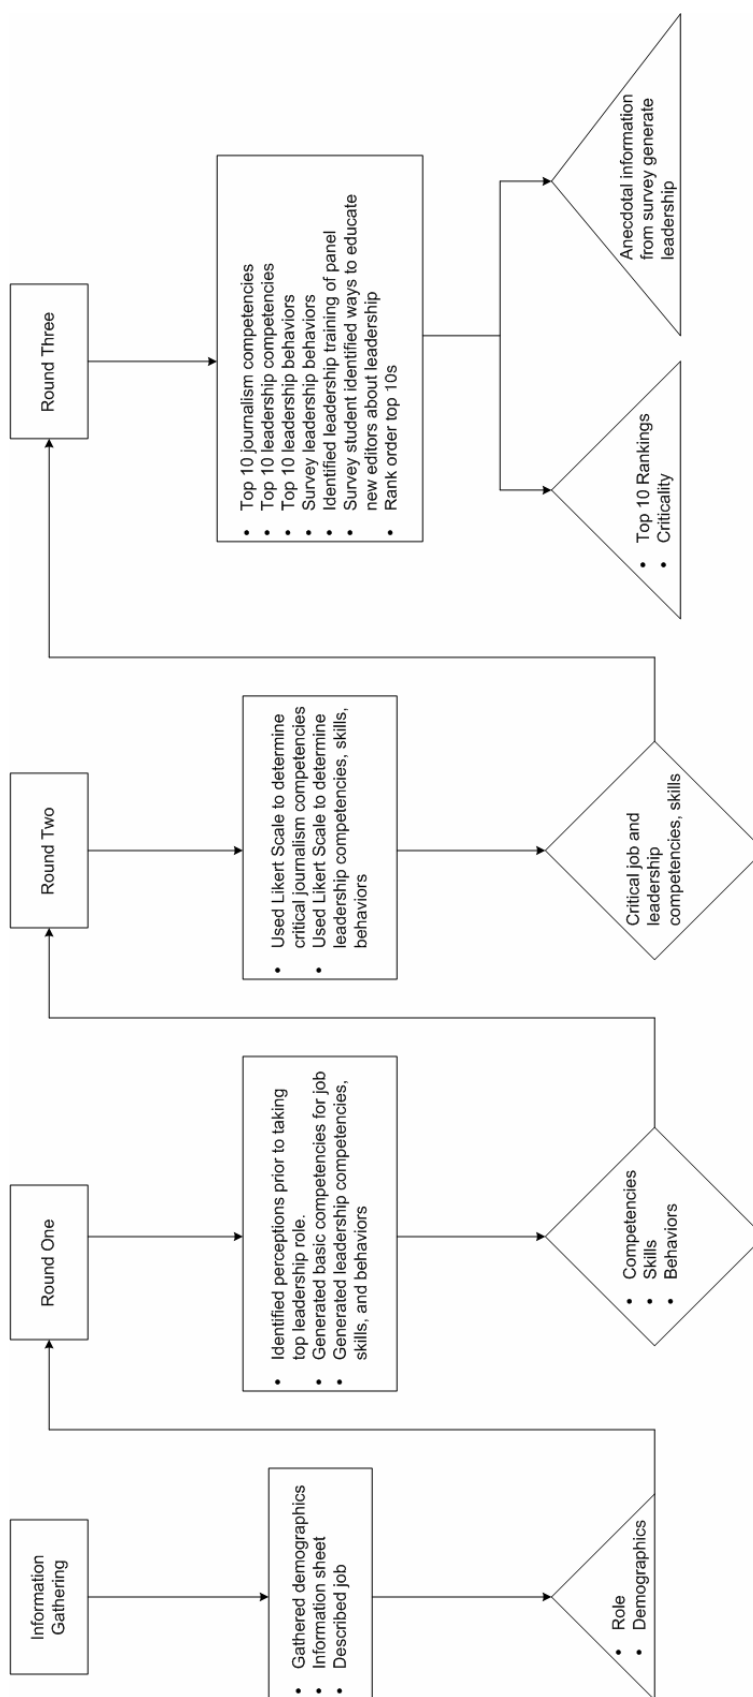 Information
Gathering
• Gathered demographics
• Information sheet
• Described job
• Role
• Demographics
Round One
• Identified perceptions prior to taking
top leadership role.
• Generated basic competencies for job
• Generated leadership competencies,
skills, and behaviors
• Competencies
• Skills
• Behaviors
Round Two
• Used Likert Scale to determine
critical journalism competencies
• Used Likert Scale to determine
leadership competencies, skills,
behaviors
Critical job and
leadership
competencies, skills
Round Three
• Top 10 journalism competencies
• Top 10 leadership competencies
• Top 10 leadership behaviors
• Survey leadership behaviors
Identified leadership training of panel
• Survey student identified ways to educate
new editors about leadership
• Rank order top 10s
• Top 10 Rankings
• Criticality
Anecdotal information
from survey generate
leadership